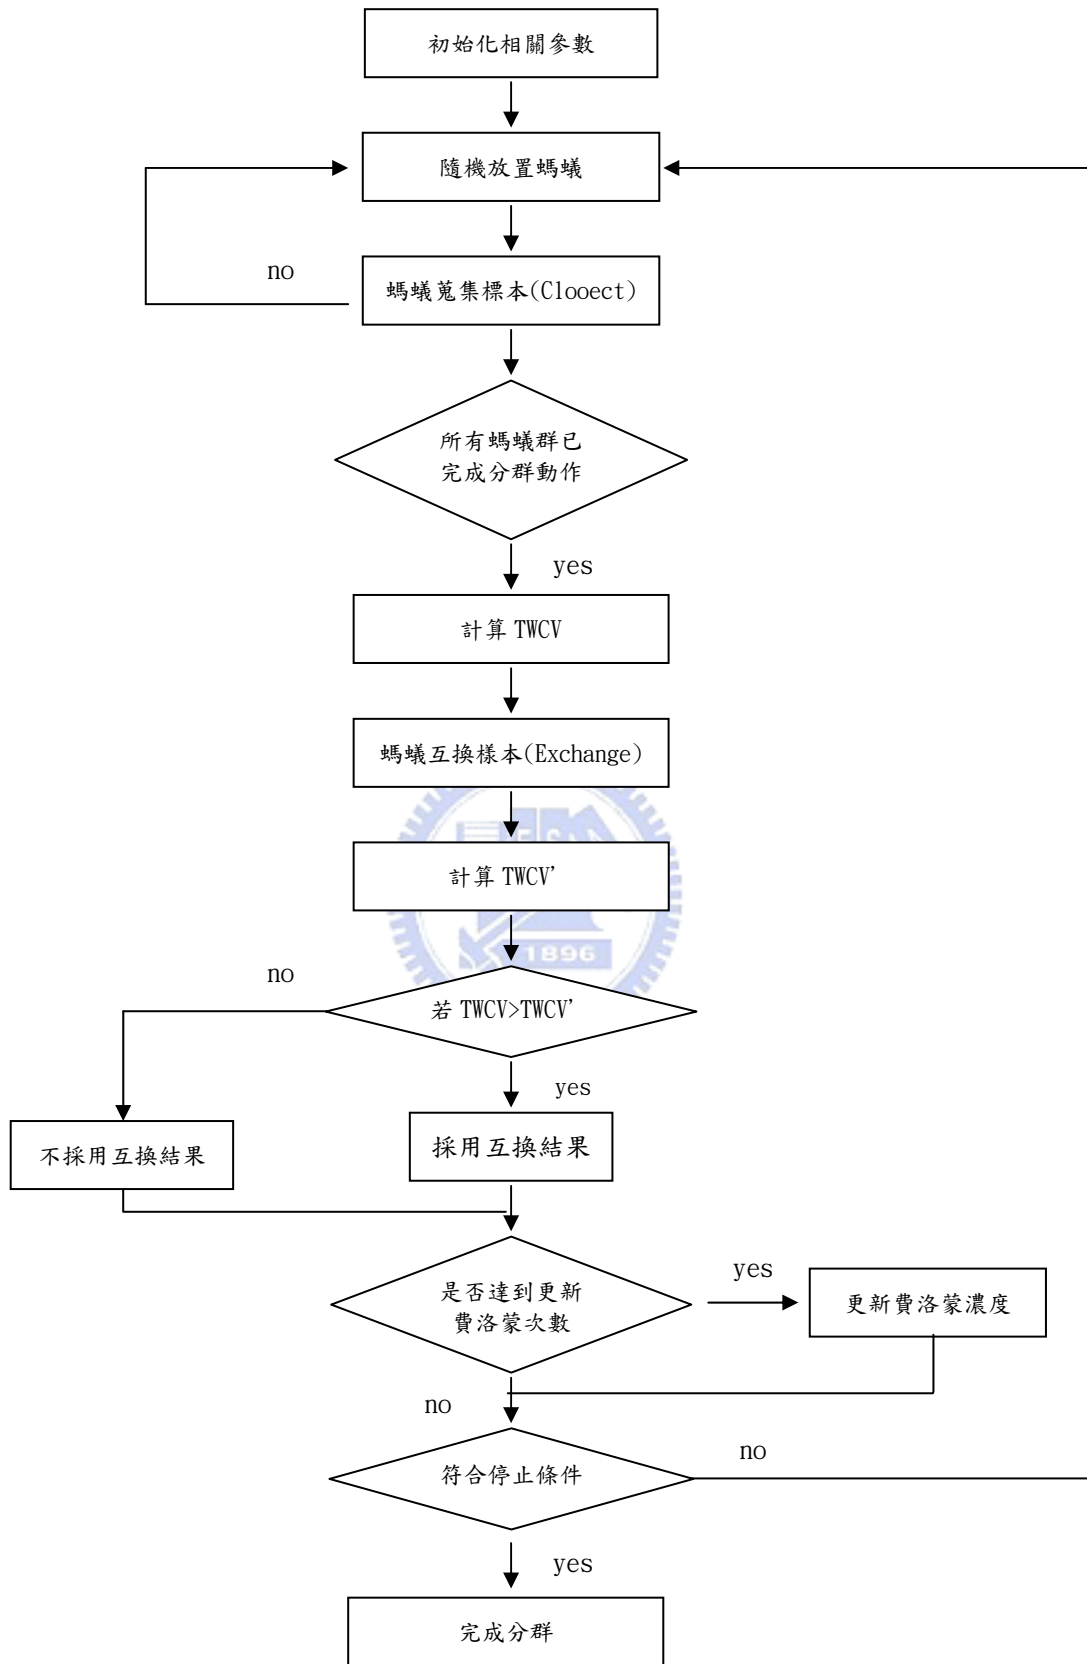 初始化相關參數
隨機放置螞蟻
no
螞蟻蒐集標本(Clooect)
所有螞蟻群已
完成分群動作
yes
計算 TWCV
螞蟻互換樣本(Exchange)
計算 TWCV'
1896
no
若 TWCV>TWCV'
yes
不採用互換結果
採用互換結果
是否達到更新
費洛蒙次數
yes
更新費洛蒙濃度
no
符合停止條件
no
yes
完成分群